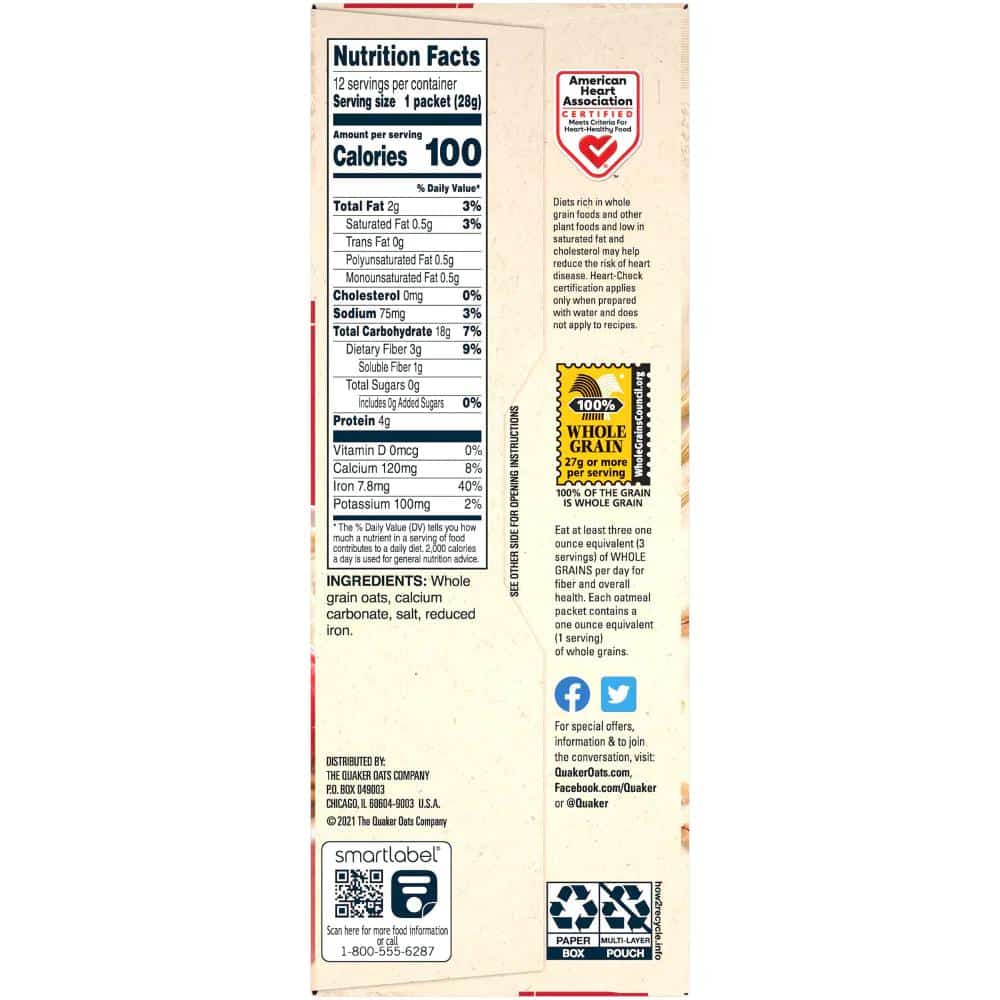 Nutrition Facts
12 servings per container
Serving size 1 packet (28g)
Amount per serving
Calories 100
% Daily Value*
Total Fat 2g 3%
Saturated Fat 0.5g 3%
Trans Fat 0g
Polyunsaturated Fat 0.5g
Monounsaturated Fat 0.5g
Cholesterol 0mg 0%
Sodium 75mg 3%
Total Carbohydrate 18g 7%
Dietary Fiber 3g 9%
Soluble Fiber 1g
Total Sugars 0g
Includes 0g Added Sugars 0%
Protein 4g
Vitamin D 0mcg 0%
Calcium 120mg 8%
Iron 7.8mg 40%
Potassium 100mg 2%
* The % Daily Value (DV) tells you how
much a nutrient in a serving of food
contributes to a daily diet. 2,000 calories
a day is used for general nutrition advice.
INGREDIENTS: Whole
grain oats, calcium
carbonate, salt, reduced
iron.
DISTRIBUTED BY:
THE QUAKER OATS COMPANY
P.O. BOX 049003
CHICAGO, IL 60604-9003 U.S.A.
© 2021 The Quaker Oats Company
smartlabel®
Scan here for more food information
or call
1-800-555-6287
SEE OTHER SIDE FOR OPENING INSTRUCTIONS
American
Heart
Association
CERTIFIED
Meets Criteria For
Heart-Healthy Food
™
Diets rich in whole
grain foods and other
plant foods and low in
saturated fat and
cholesterol may help
reduce the risk of heart
disease. Heart-Check
certification applies
only when prepared
with water and does
not apply to recipes.
100%
WHOLE
GRAIN
27g or more
per serving
WholeGrainsCouncil.org
100% OF THE GRAIN
IS WHOLE GRAIN
Eat at least three one
ounce equivalent (3
servings) of WHOLE
GRAINS per day for
fiber and overall
health. Each oatmeal
packet contains a
one ounce equivalent
(1 serving)
of whole grains.
For special offers,
information & to join
the conversation, visit:
QuakerOats.com,
Facebook.com/Quaker
or @Quaker
PAPER
BOX
MULTI-LAYER
POUCH
how2recycle.info